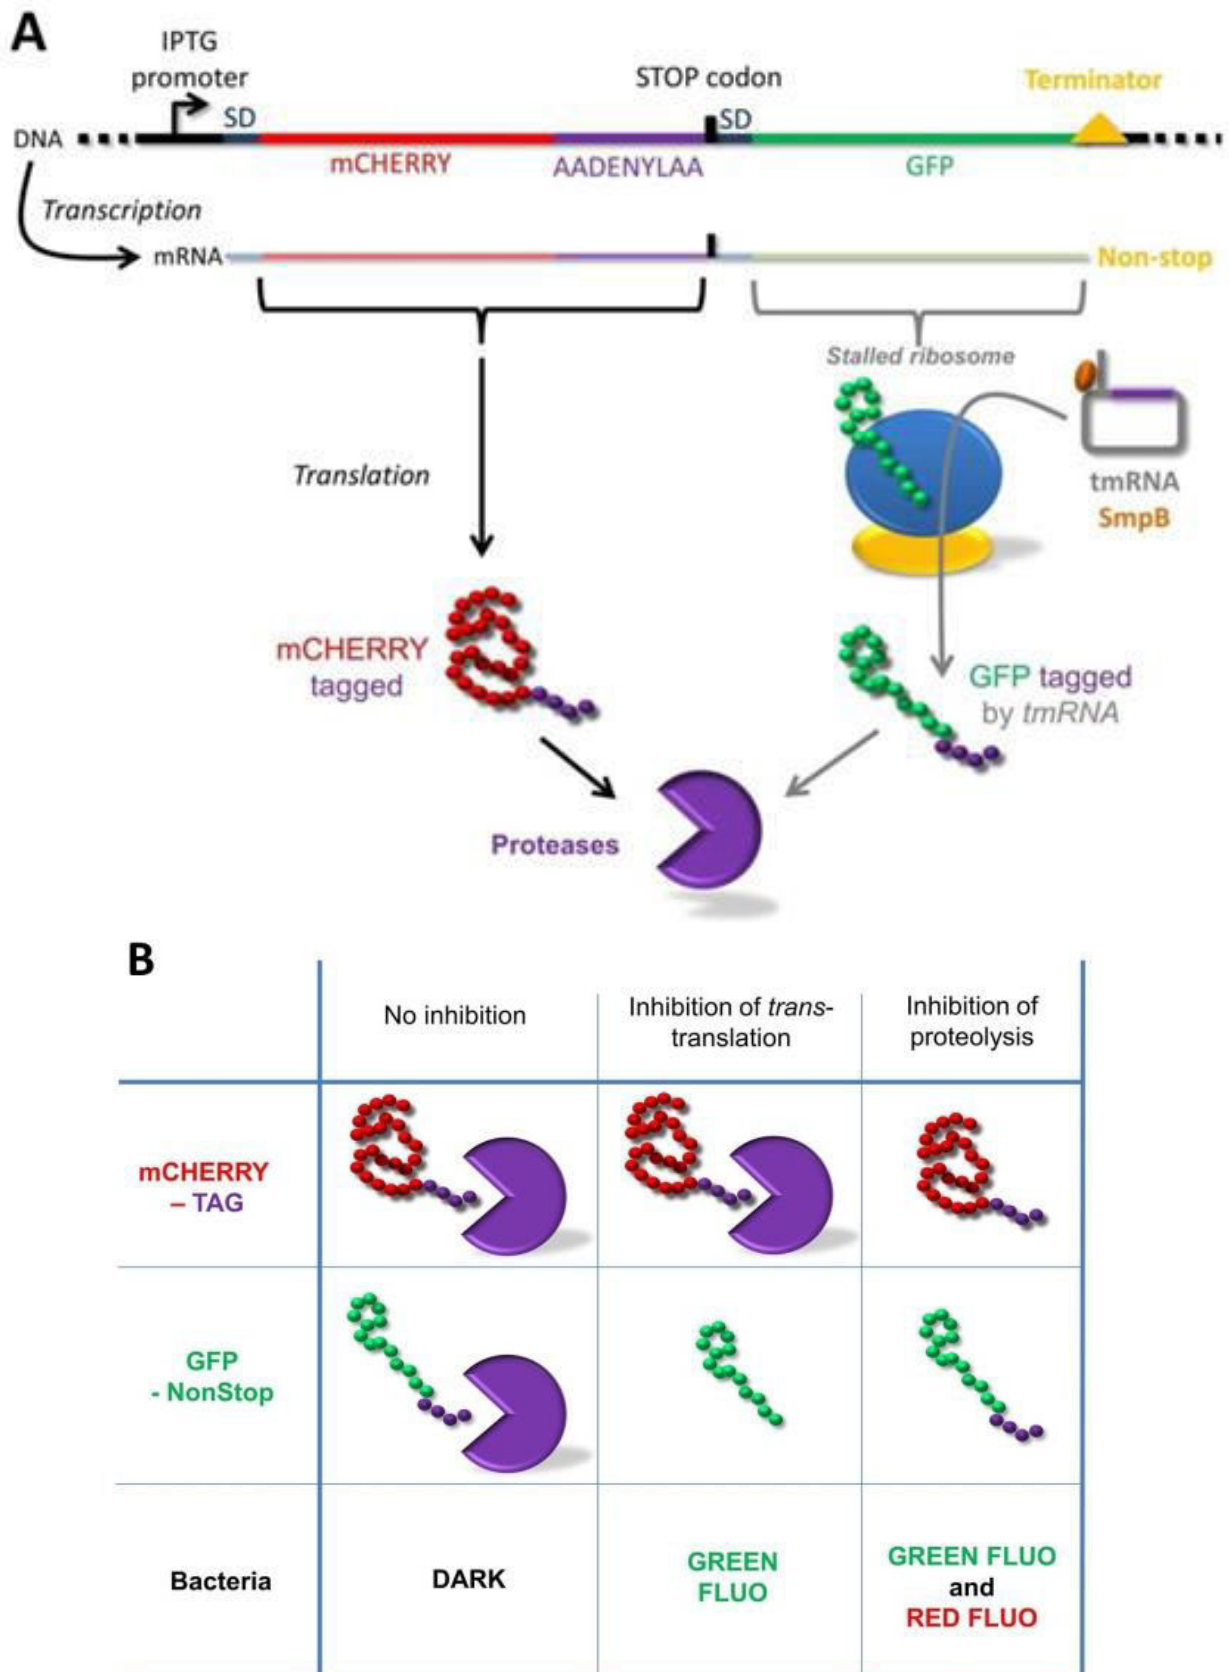 A
IPTG
promoter
STOP codon
Terminator
SD
SD
DNA
mCHERRY
AADENYLAA
GFP
Transcription
mRNA
Non-stop
Stalled ribosome
Translation
tmRNA
SmpB
mCHERRY
tagged
GFP tagged
by tmRNA
Proteases
B
No inhibition
Inhibition of trans-
translation
Inhibition of
proteolysis
mCHERRY
– TAG
GFP
- NonStop
Bacteria
DARK
GREEN
FLUO
GREEN FLUO
and
RED FLUO